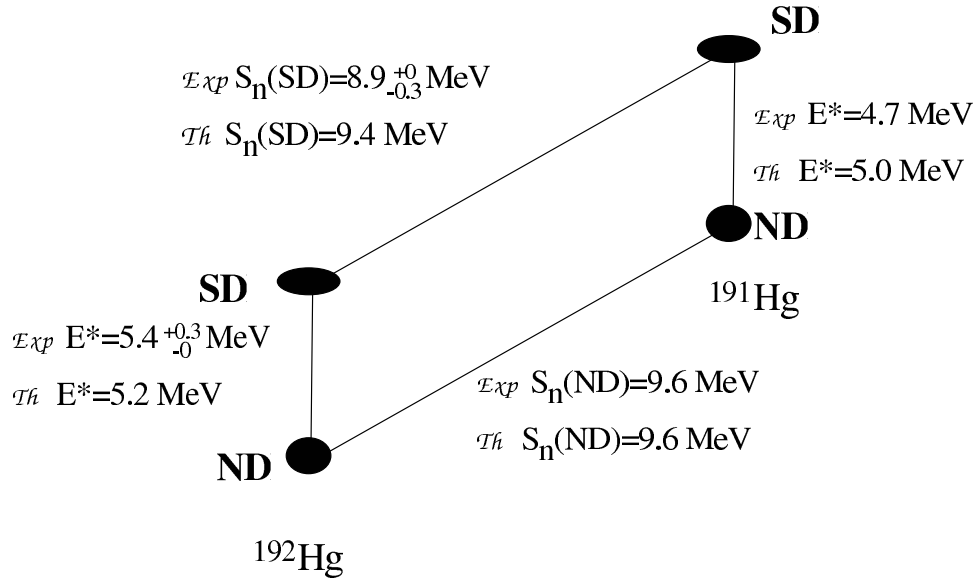 SD
Exp Sn(SD)=8.9 +0 -0.3 MeV
Th Sn(SD)=9.4 MeV
Exp E*=4.7 MeV
Th E*=5.0 MeV
ND
191Hg
SD
Exp E*=5.4 +0.3 -0 MeV
Th E*=5.2 MeV
Exp Sn(ND)=9.6 MeV
Th Sn(ND)=9.6 MeV
ND
192Hg